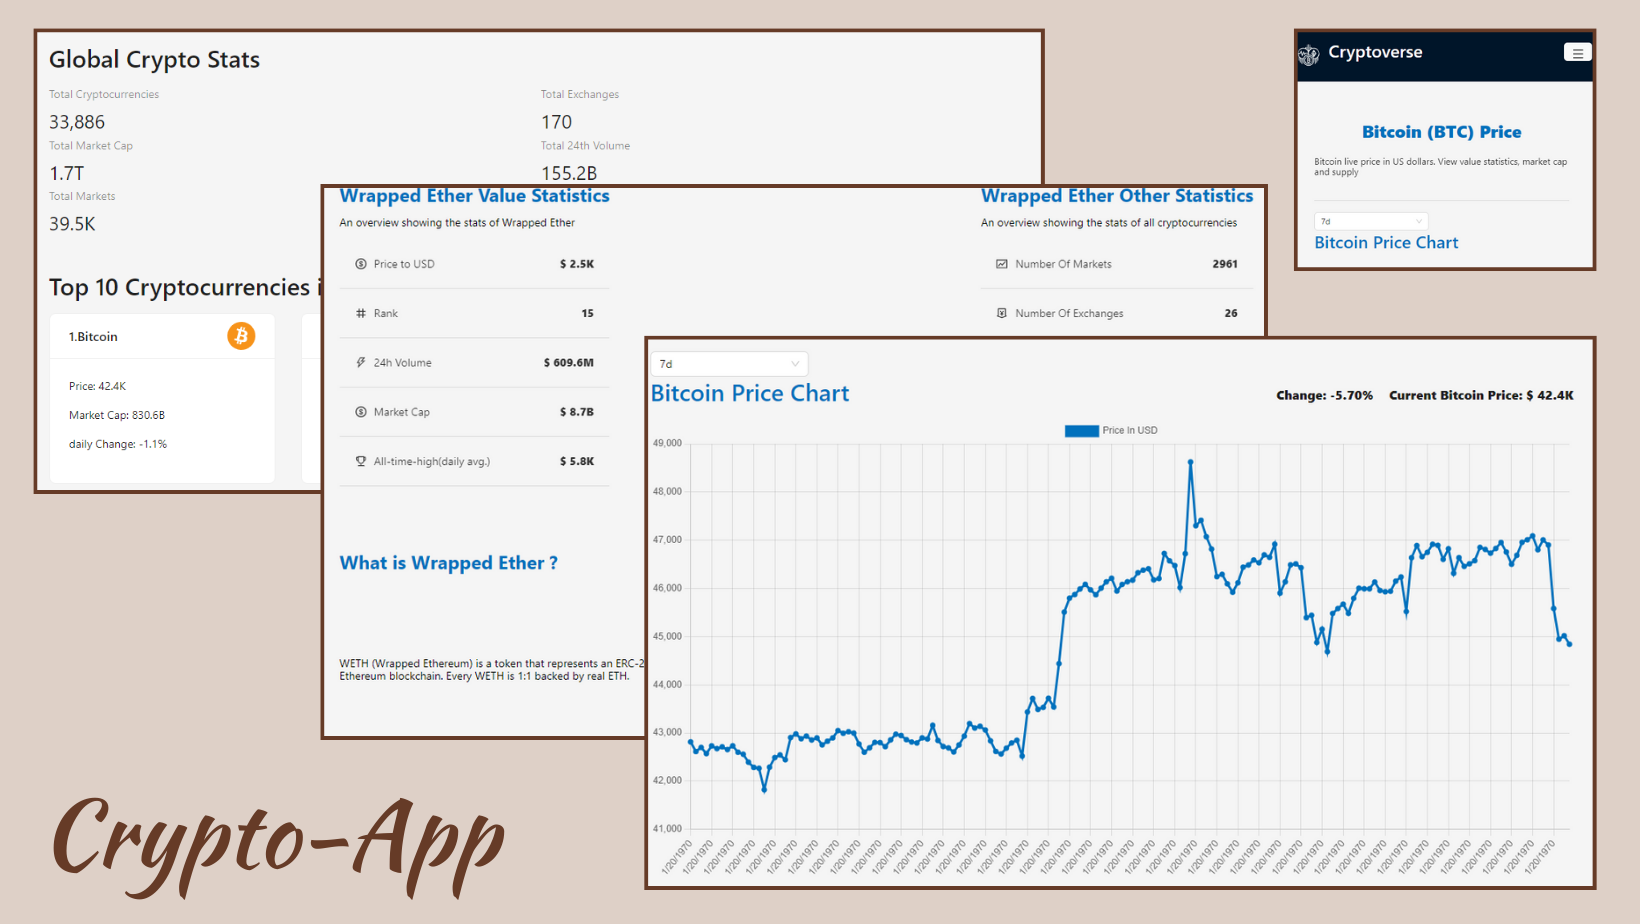 Global Crypto Stats
Total Cryptocurrencies
33,886
Total Exchanges
170
Total Market Cap
1.7T
Total 24th Volume
155.2B
Total Markets
39.5K
Top 10 Cryptocurrencies i
1.Bitcoin
Price: 42.4K
Market Cap: 830.6B
daily Change: -1.1%
Cryptoverse
Bitcoin (BTC) Price
Bitcoin live price in US dollars. View value statistics, market cap
and supply
7d
Bitcoin Price Chart
Wrapped Ether Value Statistics
An overview showing the stats of Wrapped Ether
Price to USD $ 2.5K
Rank 15
24h Volume $ 609.6M
Market Cap $ 8.7B
All-time-high(daily avg.) $ 5.8K
Wrapped Ether Other Statistics
An overview showing the stats of all cryptocurrencies
Number Of Markets 2961
Number Of Exchanges 26
What is Wrapped Ether ?
WETH (Wrapped Ethereum) is a token that represents an ERC-2
Ethereum blockchain. Every WETH is 1:1 backed by real ETH.
7d
Bitcoin Price Chart
Change: -5.70% Current Bitcoin Price: $ 42.4K
Price In USD
49,000
48,000
47,000
46,000
45,000
44,000
43,000
42,000
41,000
1/20/1970 1/20/1970 1/20/1970 1/20/1970 1/20/1970 1/20/1970 1/20/1970 1/20/1970 1/20/1970 1/20/1970 1/20/1970 1/20/1970 1/20/1970 1/20/1970 1/20/1970 1/20/1970 1/20/1970 1/20/1970 1/20/1970 1/20/1970 1/20/1970 1/20/1970 1/20/1970 1/20/1970 1/20/1970 1/20/1970 1/20/1970 1/20/1970 1/20/1970 1/20/1970 1/20/1970 1/20/1970 1/20/1970 1/20/1970 1/20/1970 1/20/1970 1/20/1970 1/20/1970 1/20/1970 1/20/1970 1/20/1970 1/20/1970
Crypto-App